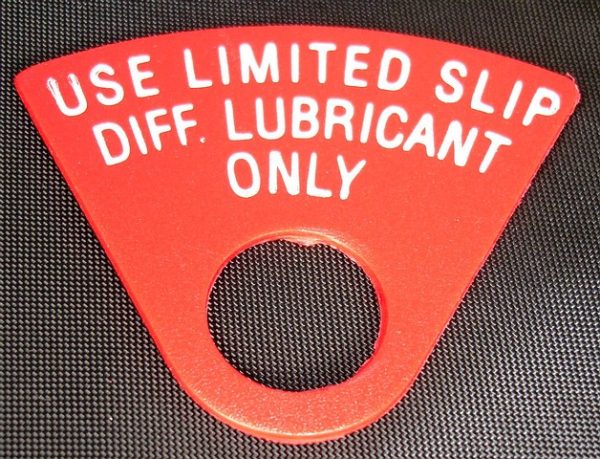 USE LIMITED SLIP
DIFF. LUBRICANT
ONLY